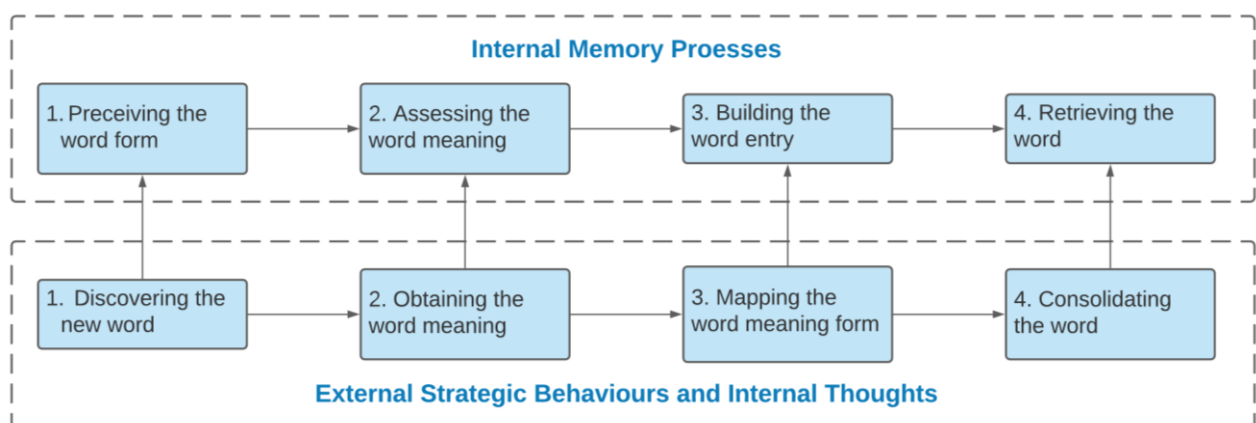 Internal Memory Proesses
1. Preceiving the
word form
2. Assessing the
word meaning
3. Building the
word entry
4. Retrieving the
word
1. Discovering the
new word
2. Obtaining the
word meaning
3. Mapping the
word meaning form
4. Consolidating
the word
External Strategic Behaviours and Internal Thoughts